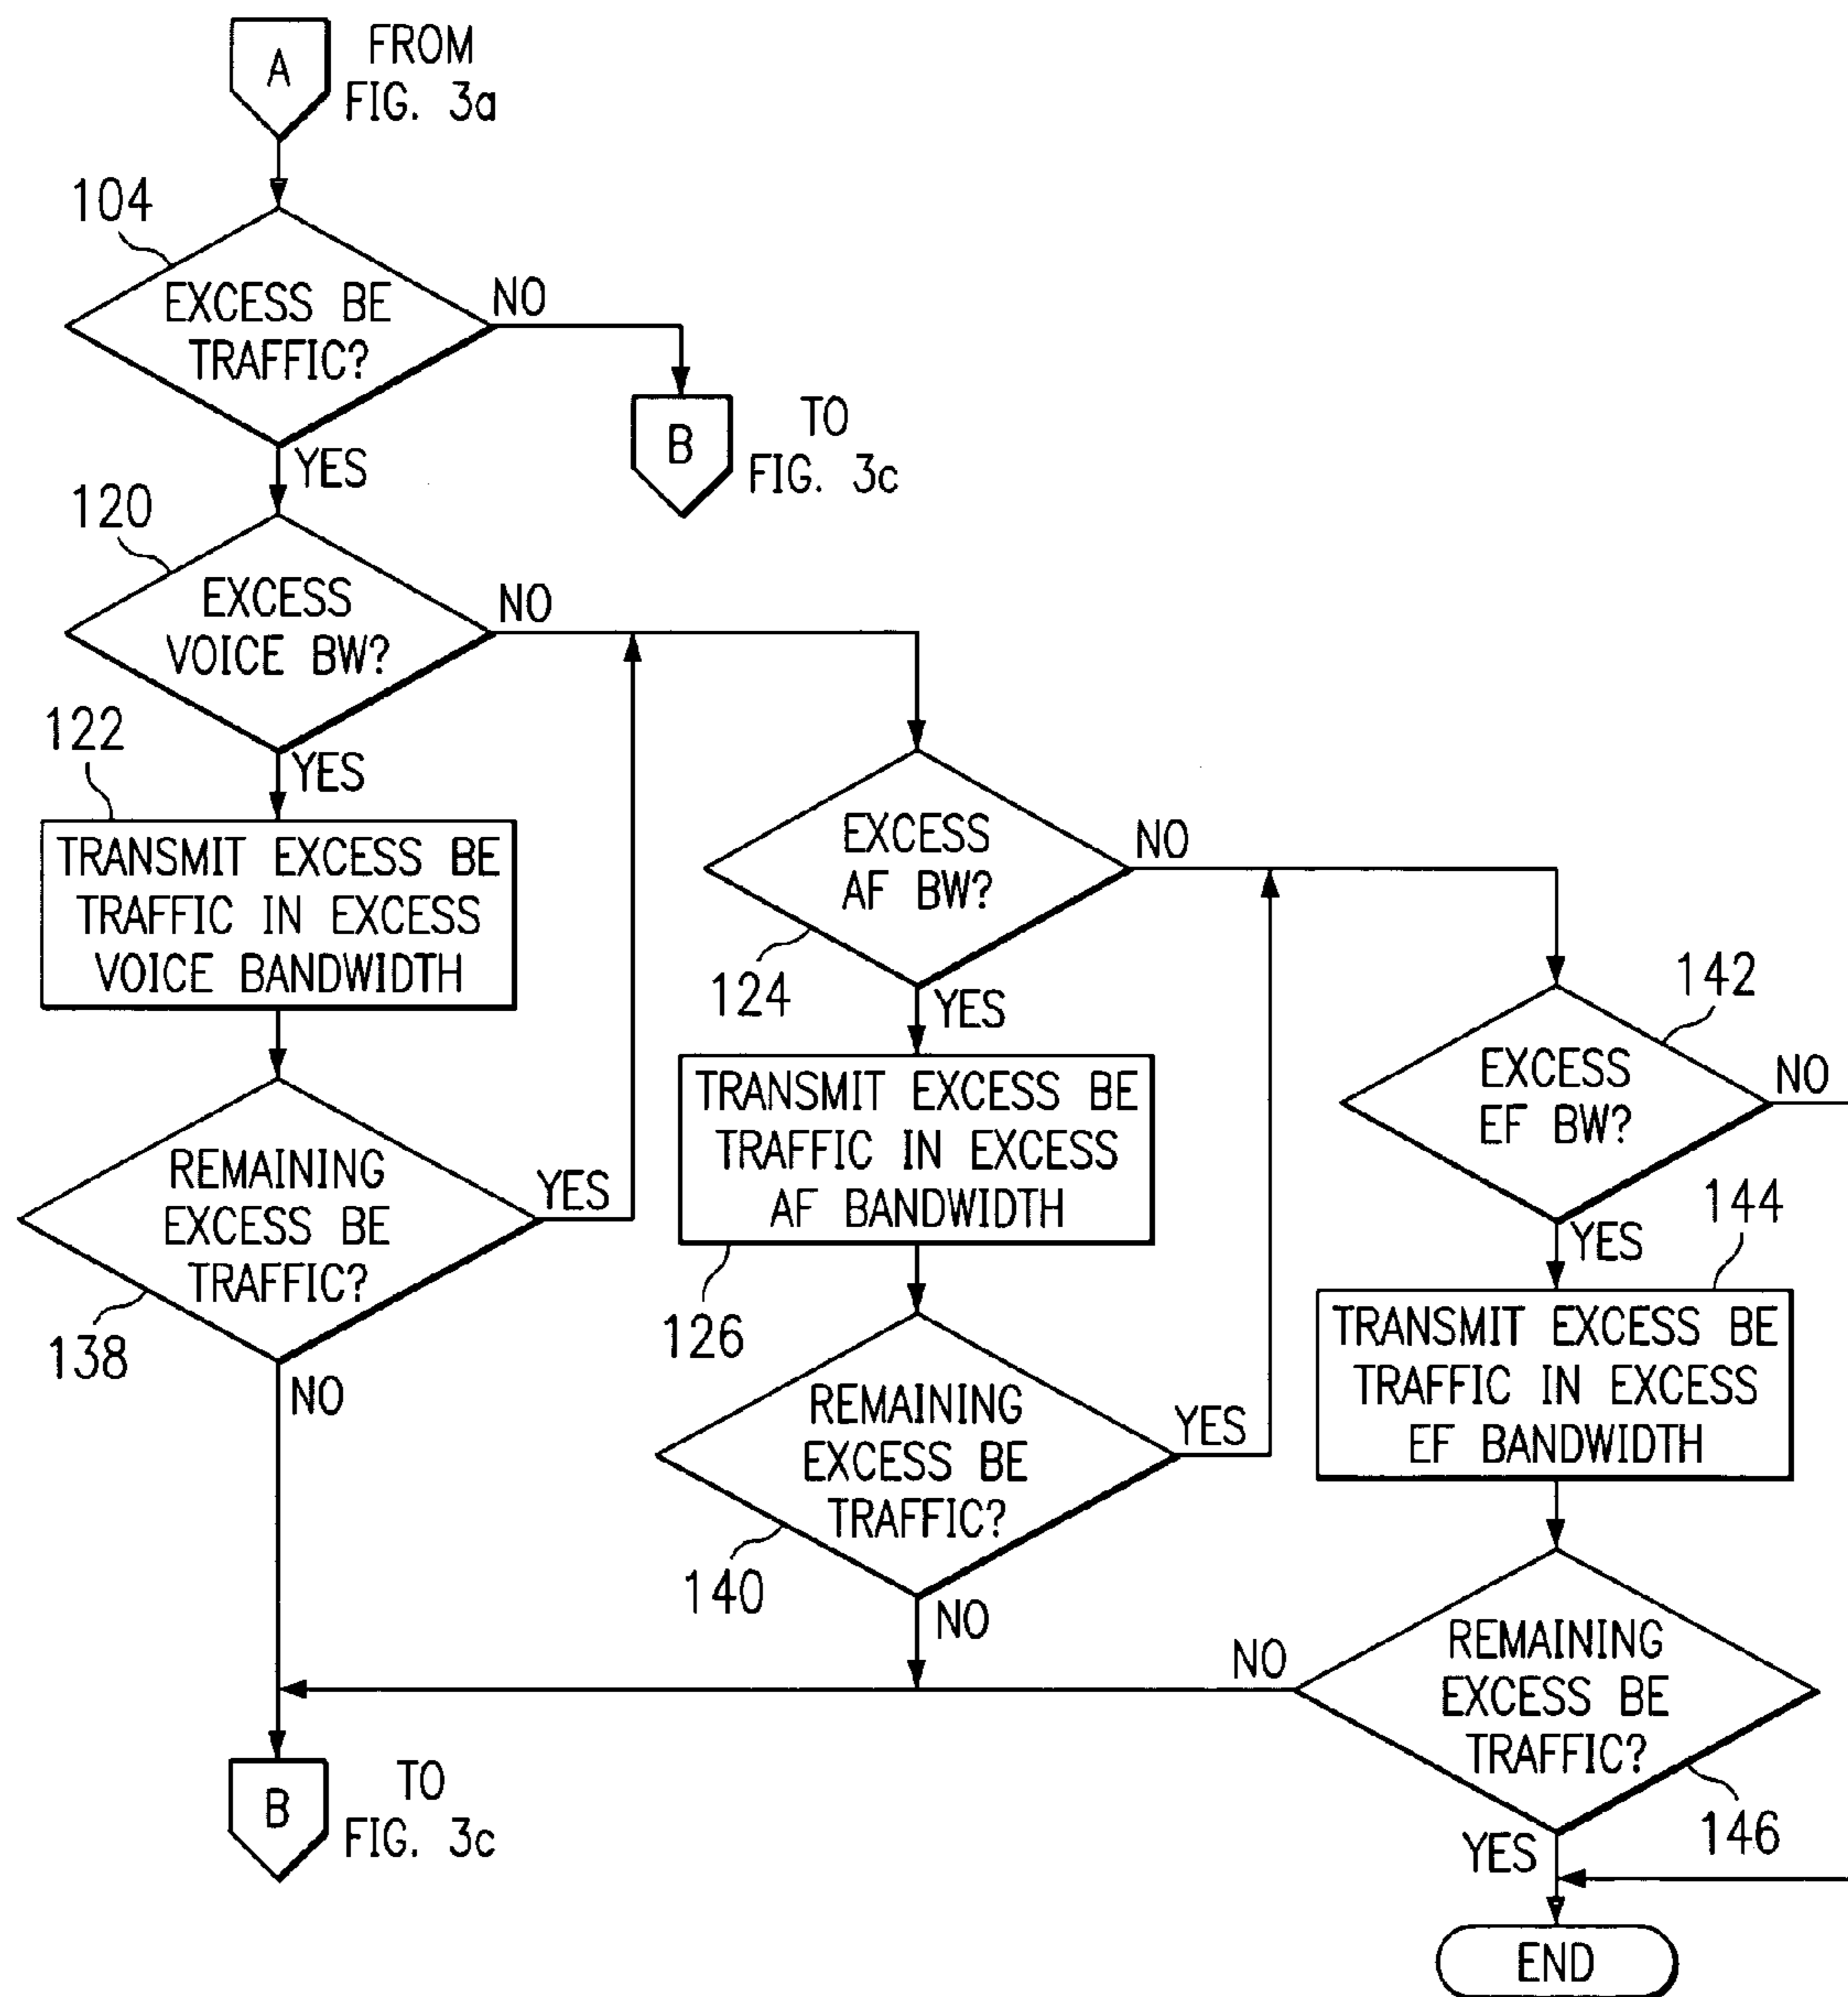 A
FROM
FIG. 3a
104
EXCESS BE
TRAFFIC?
NO
YES
B
TO
FIG. 3c
120
EXCESS
VOICE BW?
NO
YES
122
TRANSMIT EXCESS BE
TRAFFIC IN EXCESS
VOICE BANDWIDTH
REMAINING
EXCESS BE
TRAFFIC?
YES
138
NO
EXCESS
AF BW?
NO
124
YES
TRANSMIT EXCESS BE
TRAFFIC IN EXCESS
AF BANDWIDTH
126
REMAINING
EXCESS BE
TRAFFIC?
YES
140
NO
142
EXCESS
EF BW?
NO
YES
144
TRANSMIT EXCESS BE
TRAFFIC IN EXCESS
EF BANDWIDTH
NO
REMAINING
EXCESS BE
TRAFFIC?
146
YES
B
TO
FIG. 3c
END